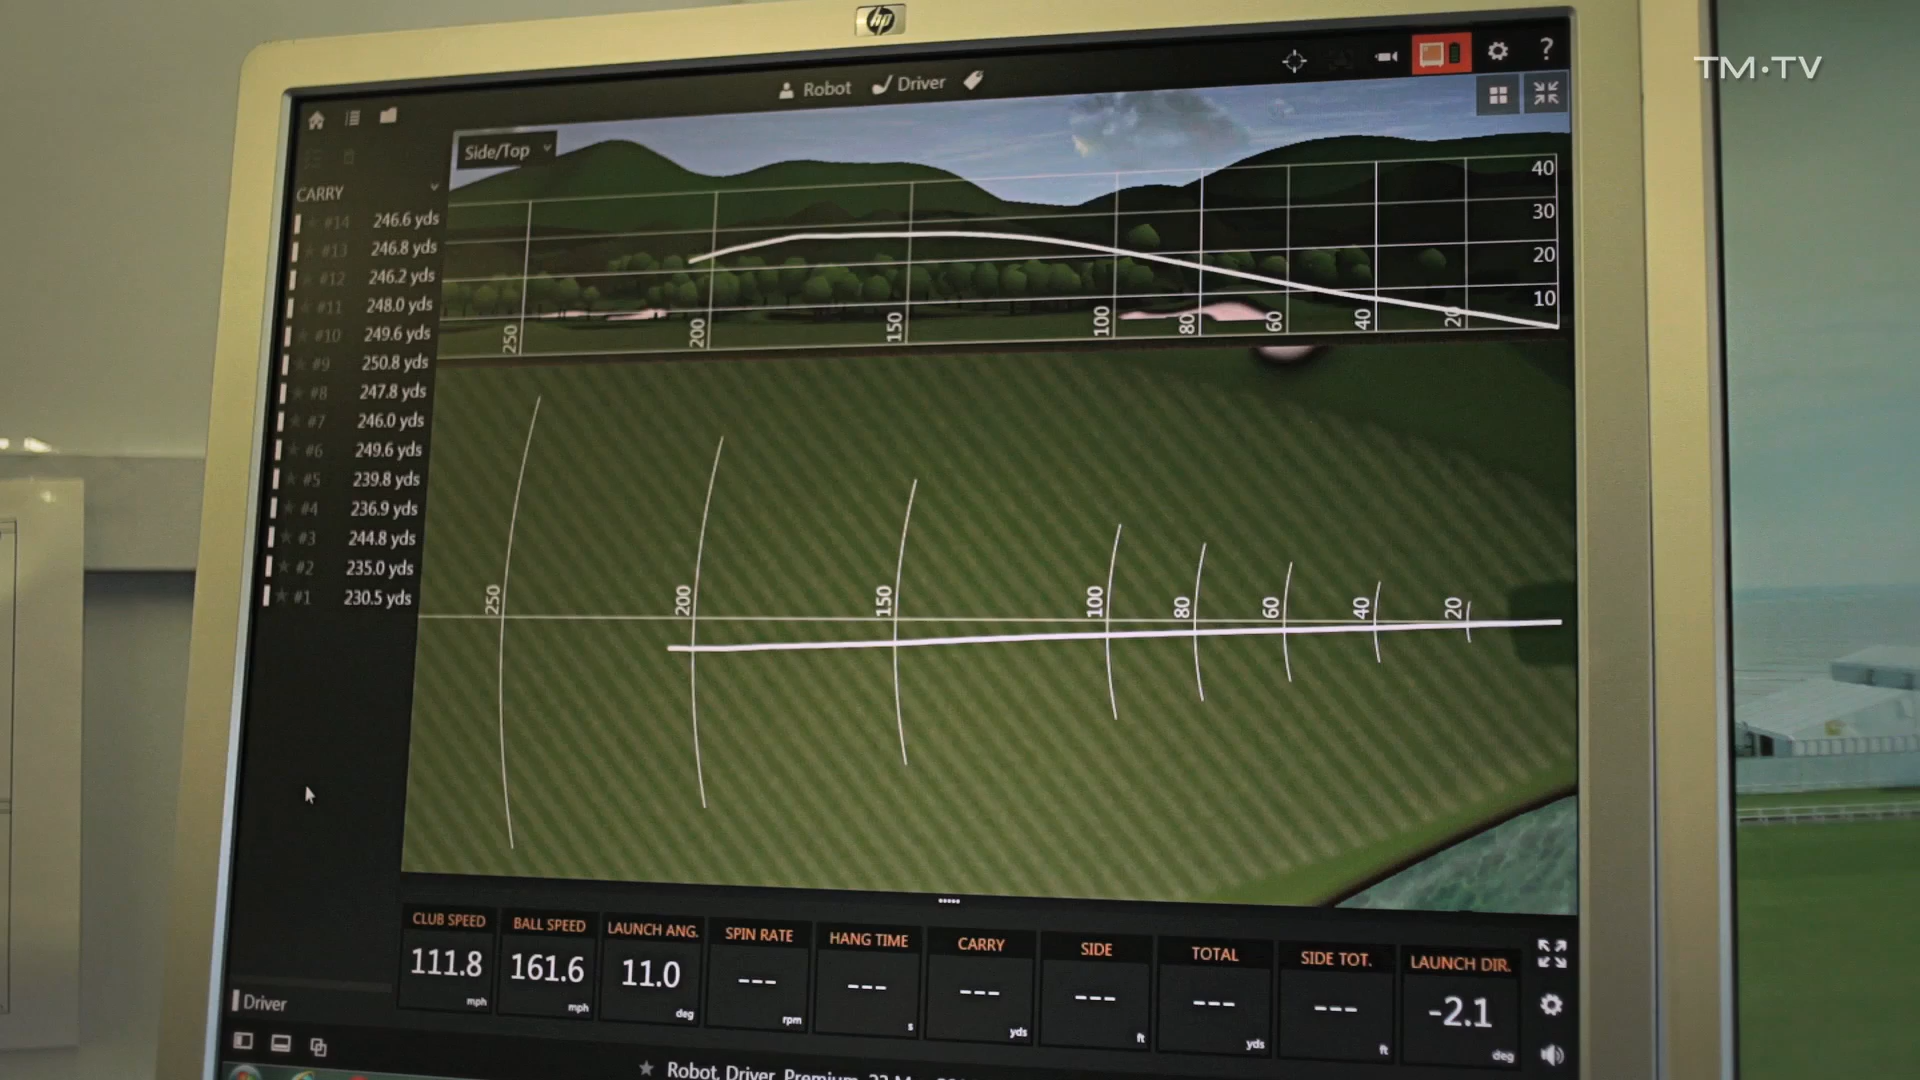 hp
TM·TV
Robot Driver
?
Side/Top
CARRY
#14 246.6 yds
#13 246.8 yds
#12 246.2 yds
#11 248.0 yds
#10 249.6 yds
#9 250.8 yds
#8 247.8 yds
#7 246.0 yds
#6 249.6 yds
#5 239.8 yds
#4 236.9 yds
#3 244.8 yds
#2 235.0 yds
#1 230.5 yds
40
30
20
10
250 200 150 100 80 60 40 20
250 200 150 100 80 60 40 20
CLUB SPEED
111.8
mph
BALL SPEED
161.6
mph
LAUNCH ANG.
11.0
deg
SPIN RATE
---
rpm
HANG TIME
---
s
CARRY
---
yds
SIDE
---
ft
TOTAL
---
yds
SIDE TOT.
---
ft
LAUNCH DIR.
-2.1
deg
Driver
Robot, Driver, Premium,